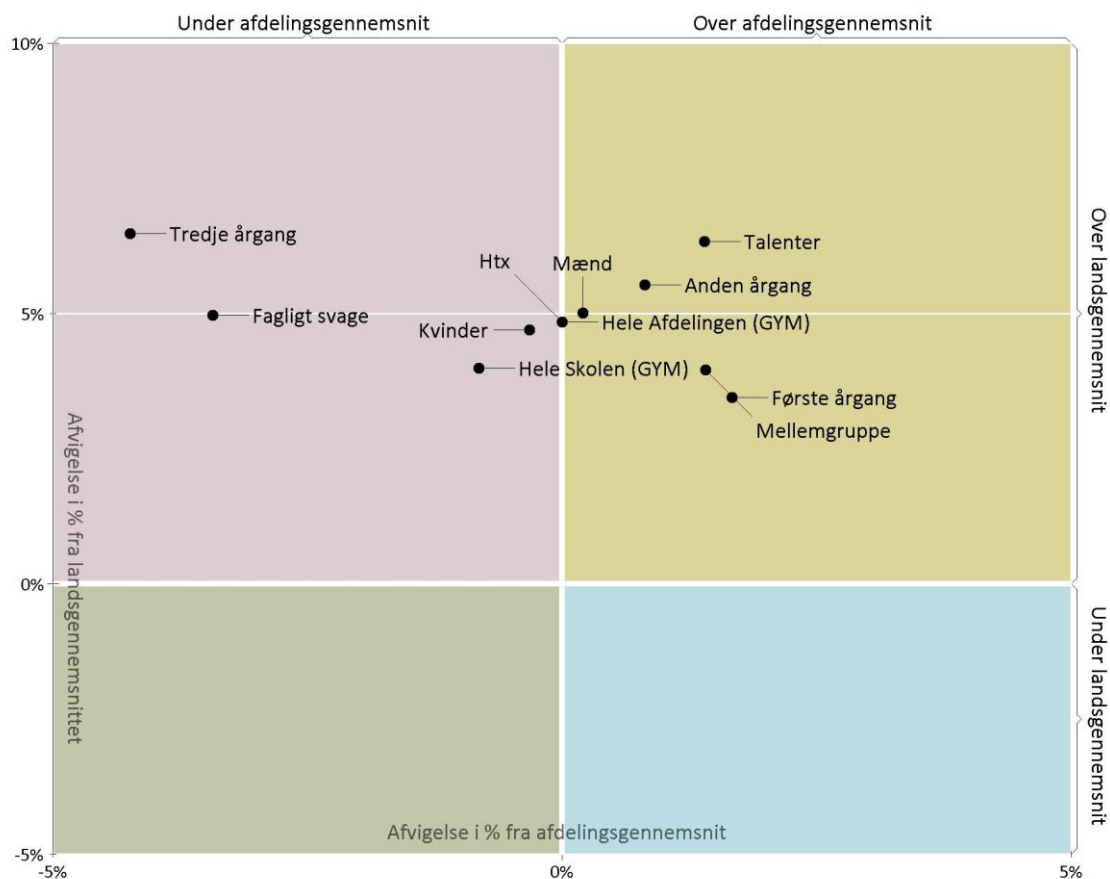 Under afdelingsgennemsnit
Over afdelingsgennemsnit
10%
Tredje årgang
Talenter
Htx
Mænd
Anden årgang
5%
Fagligt svage
Kvinder
Hele Afdelingen (GYM)
Hele Skolen (GYM)
Første årgang
Mellemgruppe
Over landsgennemsnit
Afvigelse i % fra landsgennemsnittet
0%
Under landsgennemsnit
Afvigelse i % fra afdelingsgennemsnit
-5%
-5%
0%
5%